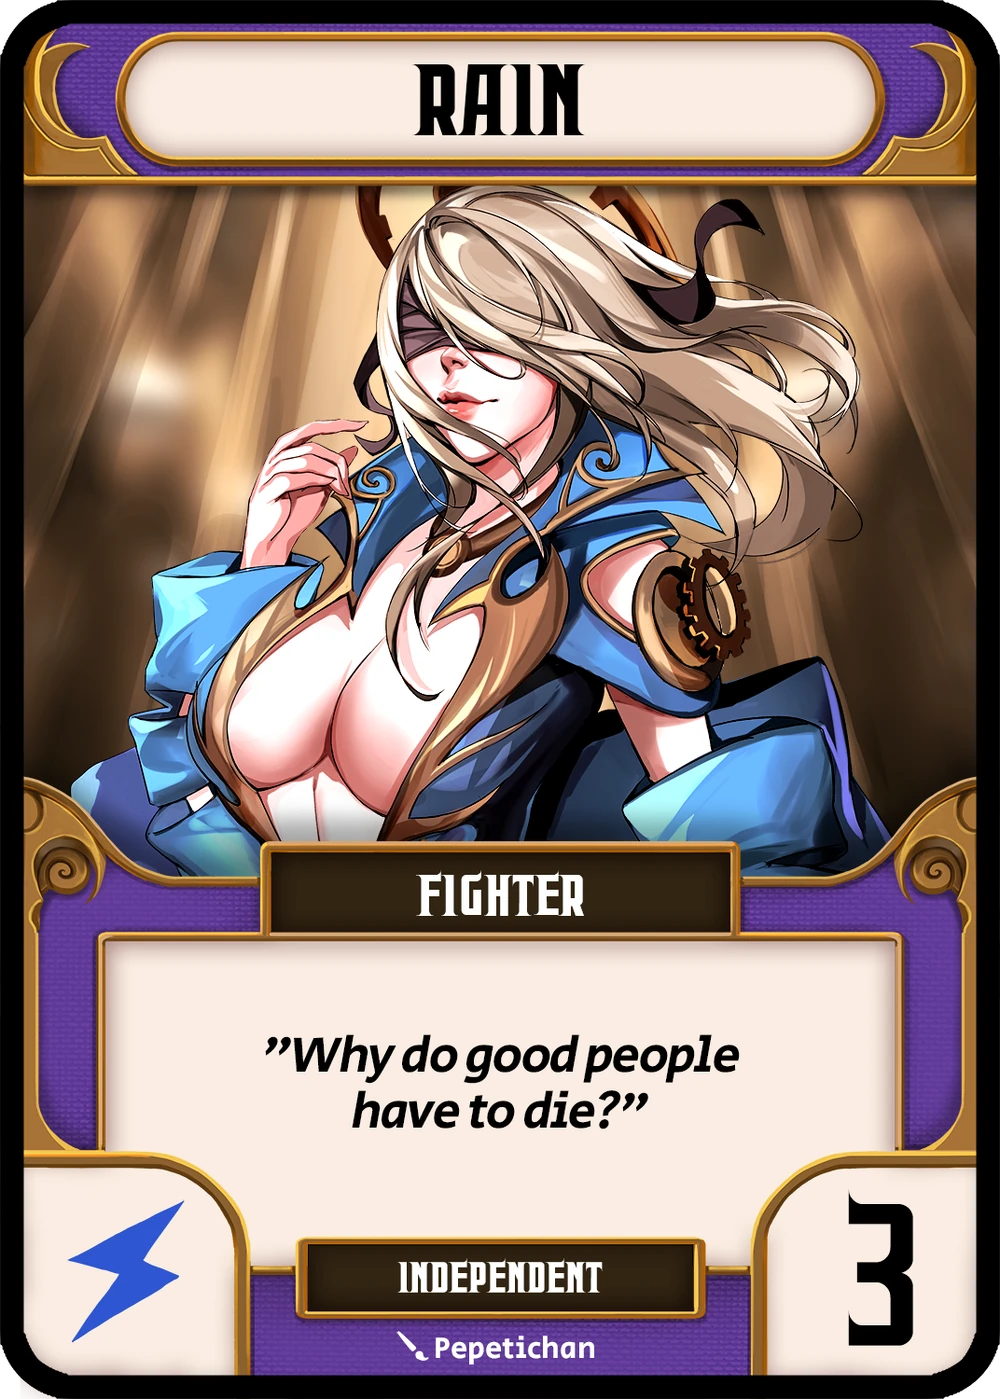 RAIN
FIGHTER
”Why do good people
have to die?”
INDEPENDENT
3
Pepetichan